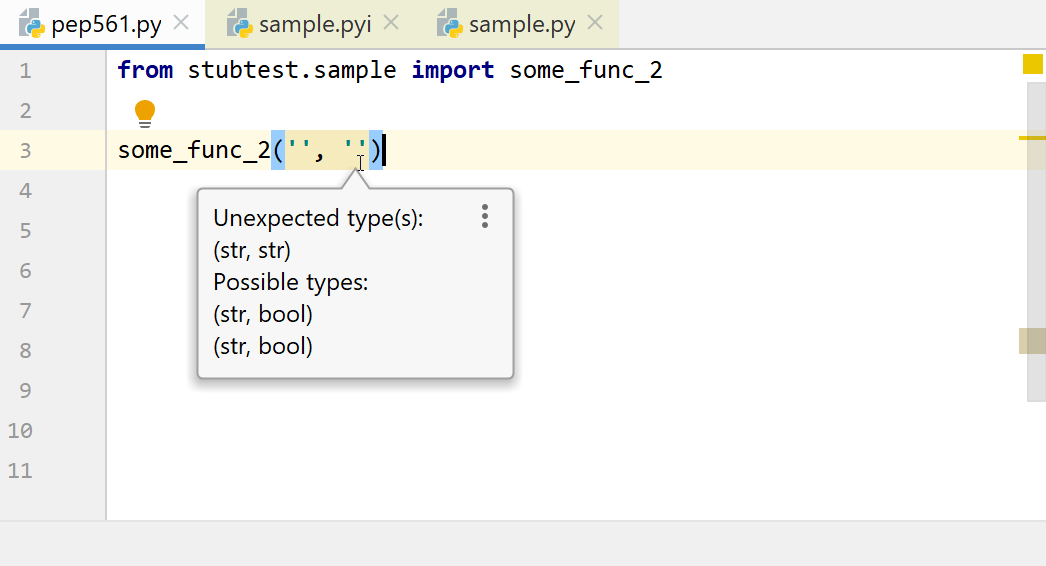 pep561.py sample.pyi sample.py
1 from stubtest.sample import some_func_2
2
3 some_func_2('', '')
4
Unexpected type(s):
5
(str, str)
6
Possible types:
7
(str, bool)
8
(str, bool)
9
10
11